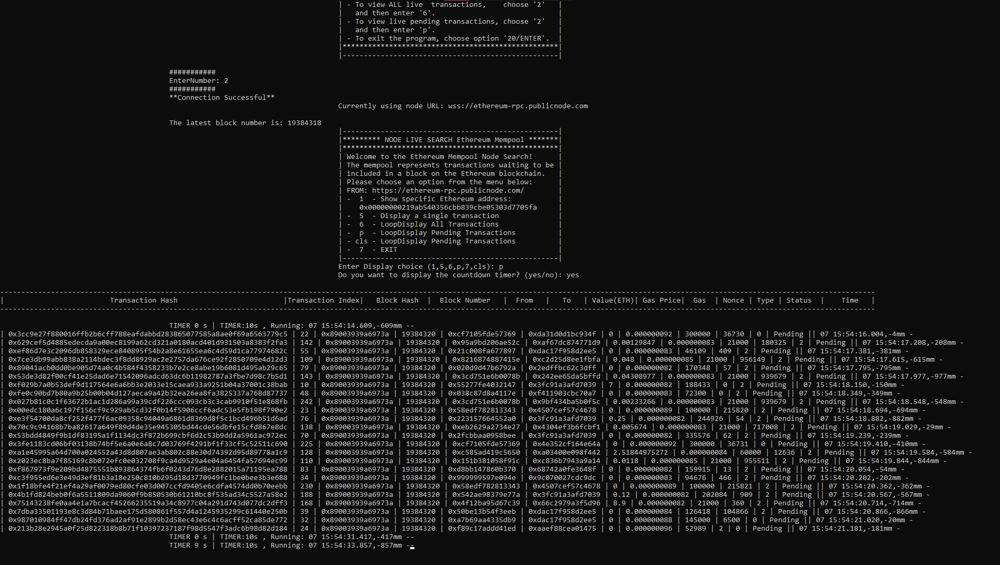 | - To view ALL live  transactions,    choose '2'   |
|   and then enter '6'.                             |
| - To view live pending transactions, choose '2'   |
|   and then enter 'p'.                             |
| - To exit the program, choose option '20/ENTER'.  |
|***************************************************|
|---------------------------------------------------|
###########
EnterNumber: 2
###########
**Connection Successful**
Currently using node URL: wss://ethereum-rpc.publicnode.com
The latest block number is: 19384318
|---------------------------------------------------|
|********* NODE LIVE SEARCH Ethereum Mempool *******|
|***************************************************|
| Welcome to the Ethereum Mempool Node Search!      |
| The mempool represents transactions waiting to be |
| included in a block on the Ethereum blockchain.   |
| Please choose an option from the menu below:      |
| FROM: https://ethereum-rpc.publicnode.com/        |
| -  1  - Show specific Ethereum address:           |
|    0x00000000219ab540356cbb839cbe05303d7705fa     |
| -  5  - Display a single transaction              |
| -  6  - LoopDisplay All Transactions              |
| -  p  - LoopDisplay Pending Transactions          |
| - cls - LoopDisplay Pending Transactions          |
| -  7  - EXIT                                      |
|---------------------------------------------------|
Enter Display choice (1,5,6,p,7,cls): p
Do you want to display the countdown timer? (yes/no): yes
| Transaction Hash |Transaction Index| Block Hash | Block Number | From | To | Value(ETH)| Gas Price| Gas | Nonce | Type | Status | Time |
TIMER 0 s | TIMER:10s , Running: 07 15:54:14.609,-609mm --
| 0x3cc9e27f880016ffb2b6cff788eafdabbd283865077585a8ae0f69a6563779c5 | 22 | 0x89003939a6973a | 19384320 | 0xcf7105fde57369 | 0xda31d0d1bc934f | 0 | 0.000000092 | 300000 | 36730 | 0 | Pending || 07 15:54:16.004,-4mm -
| 0x629cef5d4885edecda9a00ec8199a62cd321a0180acd401d931503a8383f2fa3 | 142 | 0x89003939a6973a | 19384320 | 0x95a9bd206ae52c | 0xaf67dc874771d9 | 0.00129847 | 0.000000083 | 21000 | 180325 | 2 | Pending || 07 15:54:17.208,-208mm -
| 0xef86d7e3c2096db858329ece840895f54b2a8e61655ea6c4d59d1ca77974682c | 55 | 0x89003939a6973a | 19384320 | 0x21c008fa677897 | 0xdac17f958d2ee5 | 0 | 0.000000083 | 46109 | 409 | 2 | Pending || 07 15:54:17.381,-381mm -
| 0x7ce3db99abb838a2114bdec3f8dd8929ac2e2757da676ce92f2850709e4d12d3 | 109 | 0x89003939a6973a | 19384320 | 0x8216874887415e | 0xc2d25d8ee1fbfa | 0.048 | 0.000000085 | 21000 | 956149 | 2 | Pending || 07 15:54:17.615,-615mm -
| 0x89041acb0dd0be905d74a0c4b584f4358233b7e2ce8abe19b6081d495ab29c65 | 79 | 0x89003939a6973a | 19384320 | 0x020d9d47b6792a | 0x2edffbc62c3dff | 0 | 0.000000082 | 170348 | 57 | 2 | Pending || 07 15:54:17.795,-795mm -
| 0x53de3d82f00cf41e25dad6e71542096adcd63dc6b11982787a3fbe7d98c7b5d1 | 143 | 0x89003939a6973a | 19384320 | 0x3cd751e6b0078b | 0x242ee65da5bffd | 0.04308977 | 0.000000083 | 21000 | 939679 | 2 | Pending || 07 15:54:17.977,-977mm -
| 0xf029b7a0b53def9d117564e6a6bb3e2033e15caea933a9251b04a37001c38bab | 10 | 0x89003939a6973a | 19384320 | 0x55277fe4032147 | 0x3fc91a3afd7039 | 7 | 0.000000082 | 188433 | 0 | 2 | Pending || 07 15:54:18.150,-150mm -
| 0xfe0c90bd7b80a9b25b00b04d127aeca9a42b32ea26ea8fa3825337a768d87737 | 48 | 0x89003939a6973a | 19384320 | 0x038c87d8a4117e | 0xf411903cbc70a7 | 0 | 0.000000083 | 72300 | 0 | 2 | Pending || 07 15:54:18.349,-349mm -
| 0x027b81c0c1f63672b1ac1d286a99a39cdf226ccc093cb3c3cab9910f51e868fb | 242 | 0x89003939a6973a | 19384320 | 0x3cd751e6b0078b | 0x9bf434ba5b0f5c | 0.00233266 | 0.000000083 | 21000 | 939679 | 2 | Pending || 07 15:54:18.548,-548mm -
| 0x00edc180a6c197f156cf9c929ab5cd32f0b14f5906ccf6adc53e5fb198f790e2 | 23 | 0x89003939a6973a | 19384320 | 0x58edf782813343 | 0x4507cef57c4678 | 0 | 0.000000089 | 100000 | 215820 | 2 | Pending || 07 15:54:18.694,-694mm -
| 0xe3f54700da8cf252f477f6ac09358c94049a6861d8369d8f5c1bcd496b51d6ad | 76 | 0x89003939a6973a | 19384320 | 0x223157664552a0 | 0x3fc91a3afd7039 | 0.25 | 0.000000082 | 244926 | 54 | 2 | Pending || 07 15:54:18.882,-882mm -
| 0x70c9c94168b7ba82617a649f89d4de35e945305bd44cde56dbfe15cfd867e8dc | 138 | 0x89003939a6973a | 19384320 | 0xeb2629a2734e27 | 0x4304ef3b6fcbf1 | 0.005674 | 0.000000083 | 21000 | 717008 | 2 | Pending || 07 15:54:19.029,-29mm -
| 0x53bdd4849f9b1df83195a1f1134dc3f872b699cbf6d2c53b9dd2a5961ac972ec | 70 | 0x89003939a6973a | 19384320 | 0x2fcbbaa0958bee | 0x3fc91a3afd7039 | 0 | 0.000000082 | 335576 | 62 | 2 | Pending || 07 15:54:19.239,-239mm -
| 0x3fe1183cd06bf03138b74bf5e6a0e6a8c7d03769f4291bf1f33cf5c52511c690 | 225 | 0x89003939a6973a | 19384320 | 0xcf7105fde57369 | 0x4e352cf164e64a | 0 | 0.000000082 | 300000 | 36731 | 0 | Pending || 07 15:54:19.410,-410mm -
| 0xa1e45995a64d700a024552a43d8d807ae3ab802c88e30d74392d95d89778a1c9 | 128 | 0x89003939a6973a | 19384320 | 0xc585ad419c5650 | 0xa03400e098f442 | 2.51844975272 | 0.000000084 | 60000 | 12636 | 2 | Pending || 07 15:54:19.584,-584mm -
| 0x2023ec8ba7f85169c8b072efc0e032708f9ca4d9529a4e04a6454fa57694ec99 | 110 | 0x89003939a6973a | 19384320 | 0x151b381058f91c | 0xc836b7943a9a14 | 0.0118 | 0.000000085 | 21000 | 955511 | 2 | Pending || 07 15:54:19.844,-844mm -
| 0xf867973f9e209bd4875551b893864374fb6f0243d76d8e2882015a71195ea788 | 83 | 0x89003939a6973a | 19384320 | 0xd8bb147860b370 | 0x68742a0fe3648f | 0 | 0.000000082 | 159915 | 13 | 2 | Pending || 07 15:54:20.054,-54mm -
| 0xc3f955ed6e3e49d3ef81b3a18e250c810b295d18d3770949fc1be0bee3b3e688 | 34 | 0x89003939a6973a | 19384320 | 0x999999597e094e | 0x9c070027cdc9dc | 0 | 0.000000083 | 94676 | 466 | 2 | Pending || 07 15:54:20.202,-202mm -
| 0x1f18bfe4f21ef4a29af0079ed80cfe03d007ccfd9405e6cdfa4574dd0b70eebb | 230 | 0x89003939a6973a | 19384320 | 0x58edf782813343 | 0x4507cef57c4678 | 0 | 0.000000089 | 100000 | 215821 | 2 | Pending || 07 15:54:20.362,-362mm -
| 0x4b1fd824beb0f6a5511809da9060f9b850530b61210bc8f535ad34c5527a58e2 | 188 | 0x89003939a6973a | 19384320 | 0x542ae98379e77a | 0x3fc91a3afd7039 | 0.12 | 0.000000082 | 202084 | 909 | 2 | Pending || 07 15:54:20.567,-567mm -
| 0x75143238fe0aa4e1a7bcacf45266235519a34c8977c04a291d743d077dc2dff3 | 168 | 0x89003939a6973a | 19384320 | 0x4f12ba95d67c39 | 0x66c2979a3f5d96 | 8.9 | 0.000000082 | 21000 | 360 | 2 | Pending || 07 15:54:20.714,-714mm -
| 0x7dba33501193e8c3d84b71baee175d580861f557d4a1245935299c61440e250b | 39 | 0x89003939a6973a | 19384320 | 0x50be13b54f3eeb | 0xdac17f958d2ee5 | 0 | 0.000000084 | 126418 | 104866 | 2 | Pending || 07 15:54:20.866,-866mm -
| 0x987010984ff47db24fd376ad2af91e2899b2d58ec43e6c4c6acff52ca85de772 | 32 | 0x89003939a6973a | 19384320 | 0xa7b69aa4335db9 | 0xdac17f958d2ee5 | 0 | 0.000000088 | 145000 | 6500 | 0 | Pending || 07 15:54:21.020,-20mm -
| 0x213b28e2945a0f25d822318b8b71f10397237187f98d5547f3adc6b98d82d184 | 24 | 0x89003939a6973a | 19384320 | 0xf89c17addd41ed | 0xaaef88cea01475 | 0 | 0.000000096 | 52989 | 2 | 0 | Pending || 07 15:54:21.181,-181mm -
TIMER 0 s | TIMER:10s , Running: 07 15:54:31.417,-417mm --
TIMER 9 s | TIMER:10s , Running: 07 15:54:33.857,-857mm --